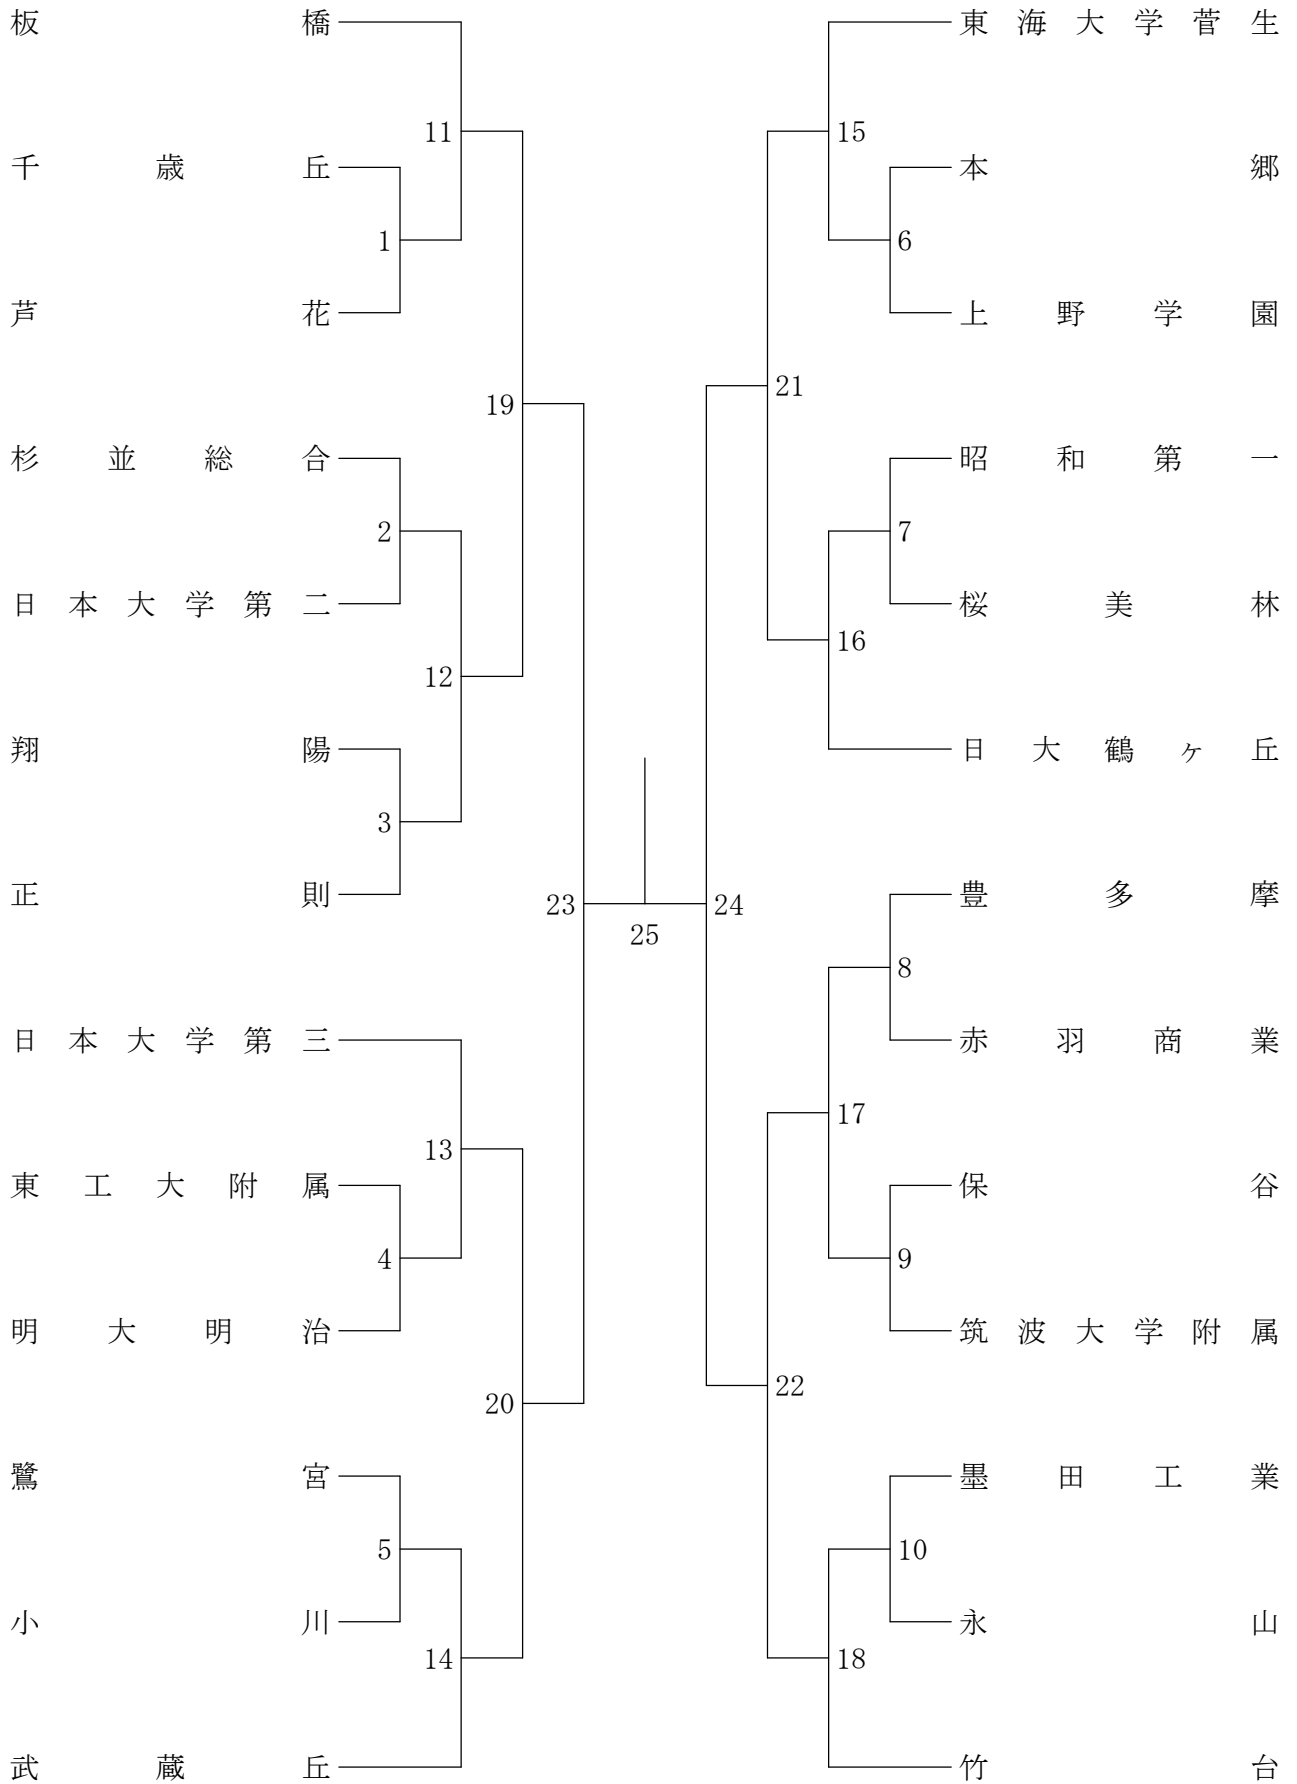 板橋
千歳丘
芦花
杉並総合
日本大学第二
翔陽
正則
日本大学第三
東工大附属
明大明治
鷺宮
小川
武蔵丘
11
1
19
2
12
3
23
13
4
20
5
14
25
24
15
6
21
7
16
8
17
9
22
10
18
東海大学菅生
本郷
上野学園
昭和第一
桜美林
日大鶴ヶ丘
豊多摩
赤羽商業
保谷
筑波大学附属
墨田工業
永山
竹台